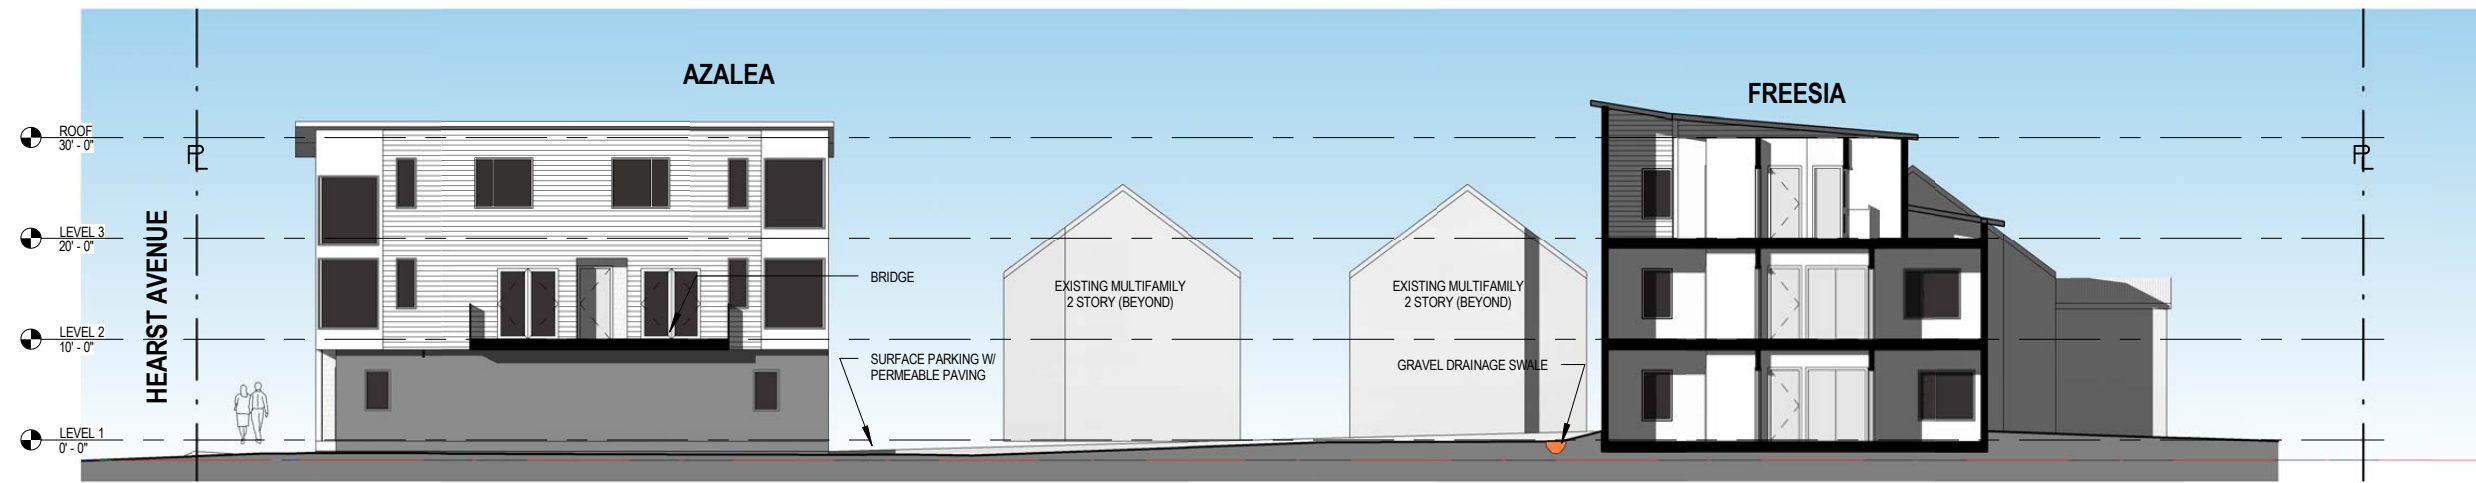 AZALEA
FREESIA
ROOF
30' - 0"
PL
PL
HEARST AVENUE
LEVEL 3
20' - 0"
BRIDGE
EXISTING MULTIFAMILY
2 STORY (BEYOND)
EXISTING MULTIFAMILY
2 STORY (BEYOND)
LEVEL 2
10' - 0"
SURFACE PARKING W/
PERMEABLE PAVING
GRAVEL DRAINAGE SWALE
LEVEL 1
0' - 0"